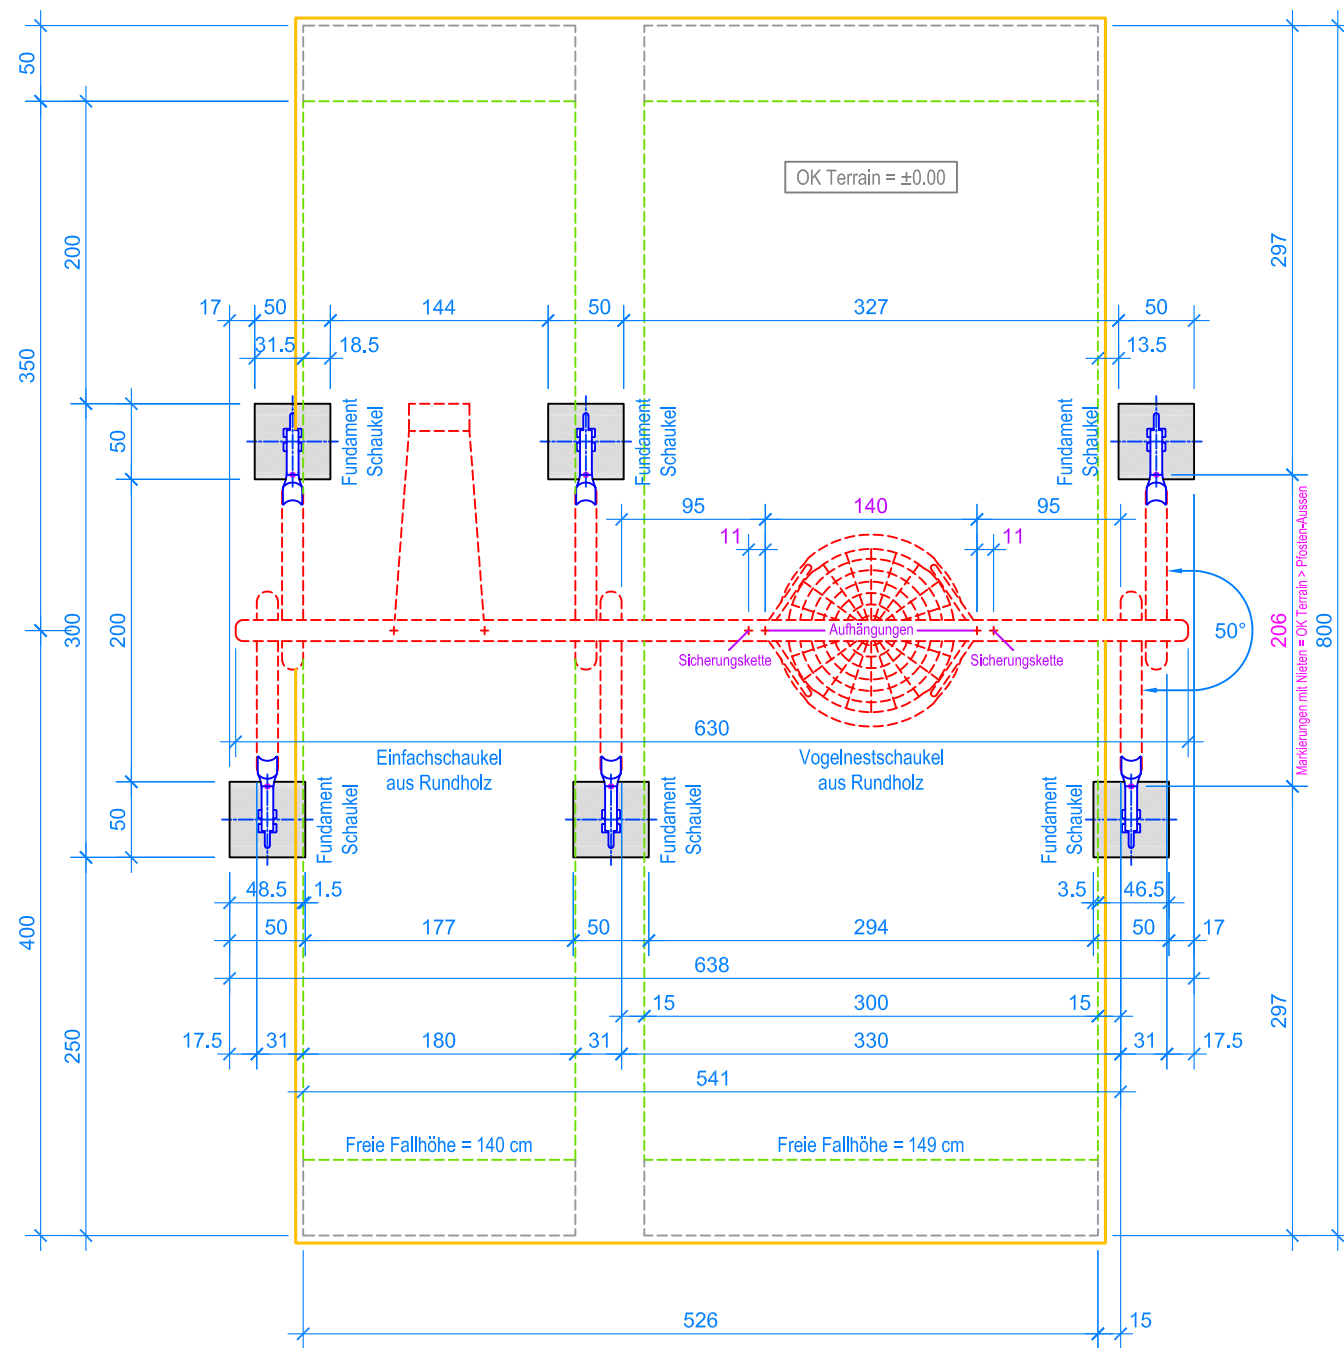 50
OK Terrain = ±0.00
200
297
17
50
144
50
327
50
31.5
18.5
13.5
350
Fundament
Schaukel
Fundament
Schaukel
Fundament
Schaukel
50
95
140
95
11
11
300
200
Aufhängungen
Sicherungskette
Sicherungskette
50°
206
Markierungen mit Nieten = OK Terrain > Pfosten-Aussen
800
630
Einfachschaukel
aus Rundholz
Vogelnestschaukel
aus Rundholz
50
Fundament
Schaukel
Fundament
Schaukel
Fundament
Schaukel
48.5
1.5
3.5
46.5
400
50
177
50
294
50
17
638
15
300
15
297
250
17.5
31
180
31
330
31
17.5
541
Freie Fallhöhe = 140 cm
Freie Fallhöhe = 149 cm
526
15